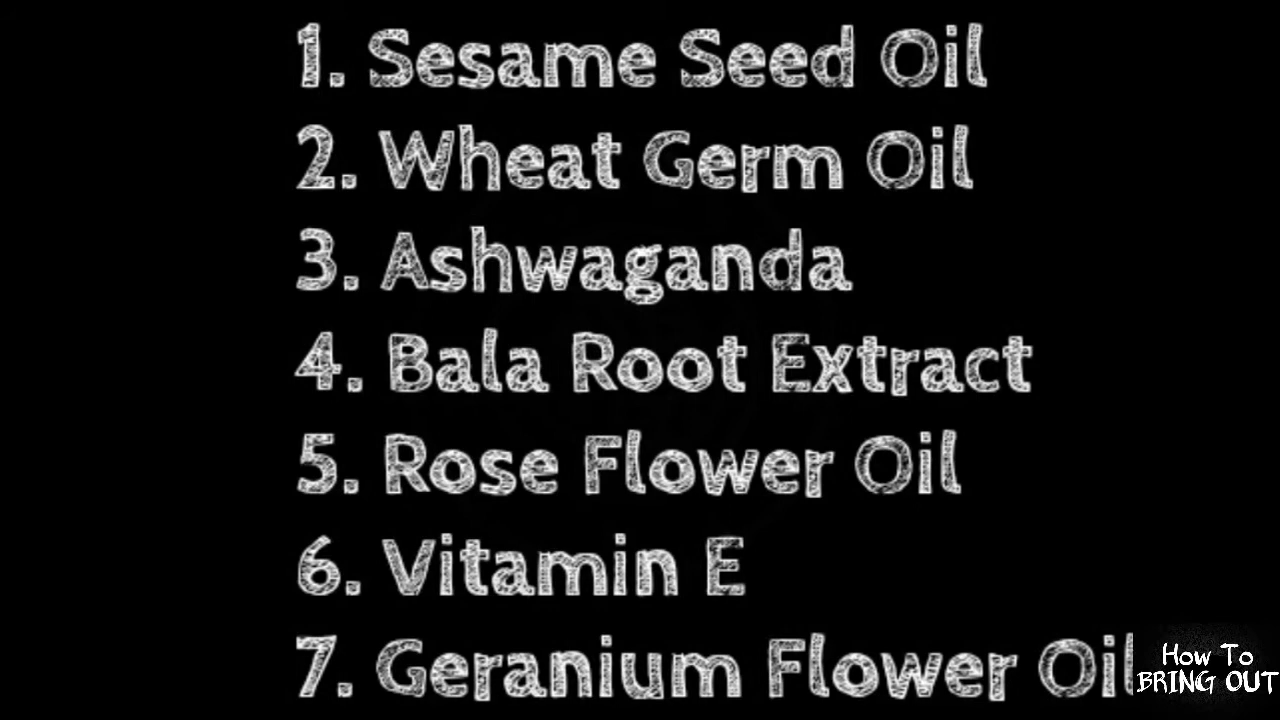 1. Sesame Seed Oil
2. Wheat Germ Oil
3. Ashwaganda
4. Bala Root Extract
5. Rose Flower Oil
6. Vitamin E
7. Geranium Flower Oil
How To
BRING OUT